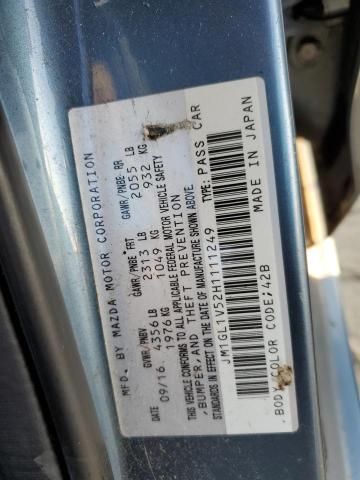 MFD. BY MAZDA MOTOR CORPORATION
DATE GVWR/PNBV GAWR/PNBE FRT GAWR/PNBE RR
09/16. 4356 LB 2313 LB 2055 LB
1976 KG 1049 KG 932 KG
THIS VEHICLE CONFORMS TO ALL APPLICABLE FEDERAL MOTOR VEHICLE SAFETY
,BUMPER, AND THEFT PREVENTION
STANDARDS IN EFFECT ON THE DATE OF MANUFACTURE SHOWN ABOVE.
JM1GL1V52H1111249 TYPE: PASS CAR
BODY COLOR CODE/42B MADE IN JAPAN